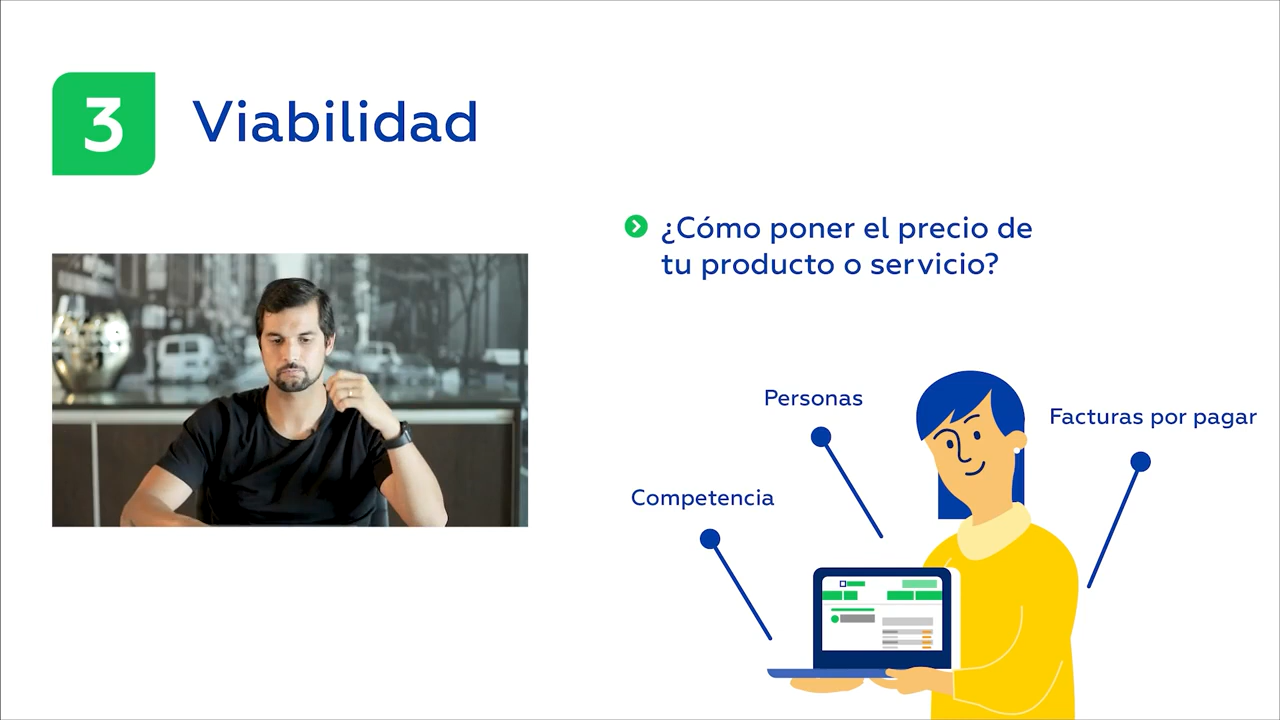 3
Viabilidad
¿Cómo poner el precio de
tu producto o servicio?
Personas
Facturas por pagar
Competencia